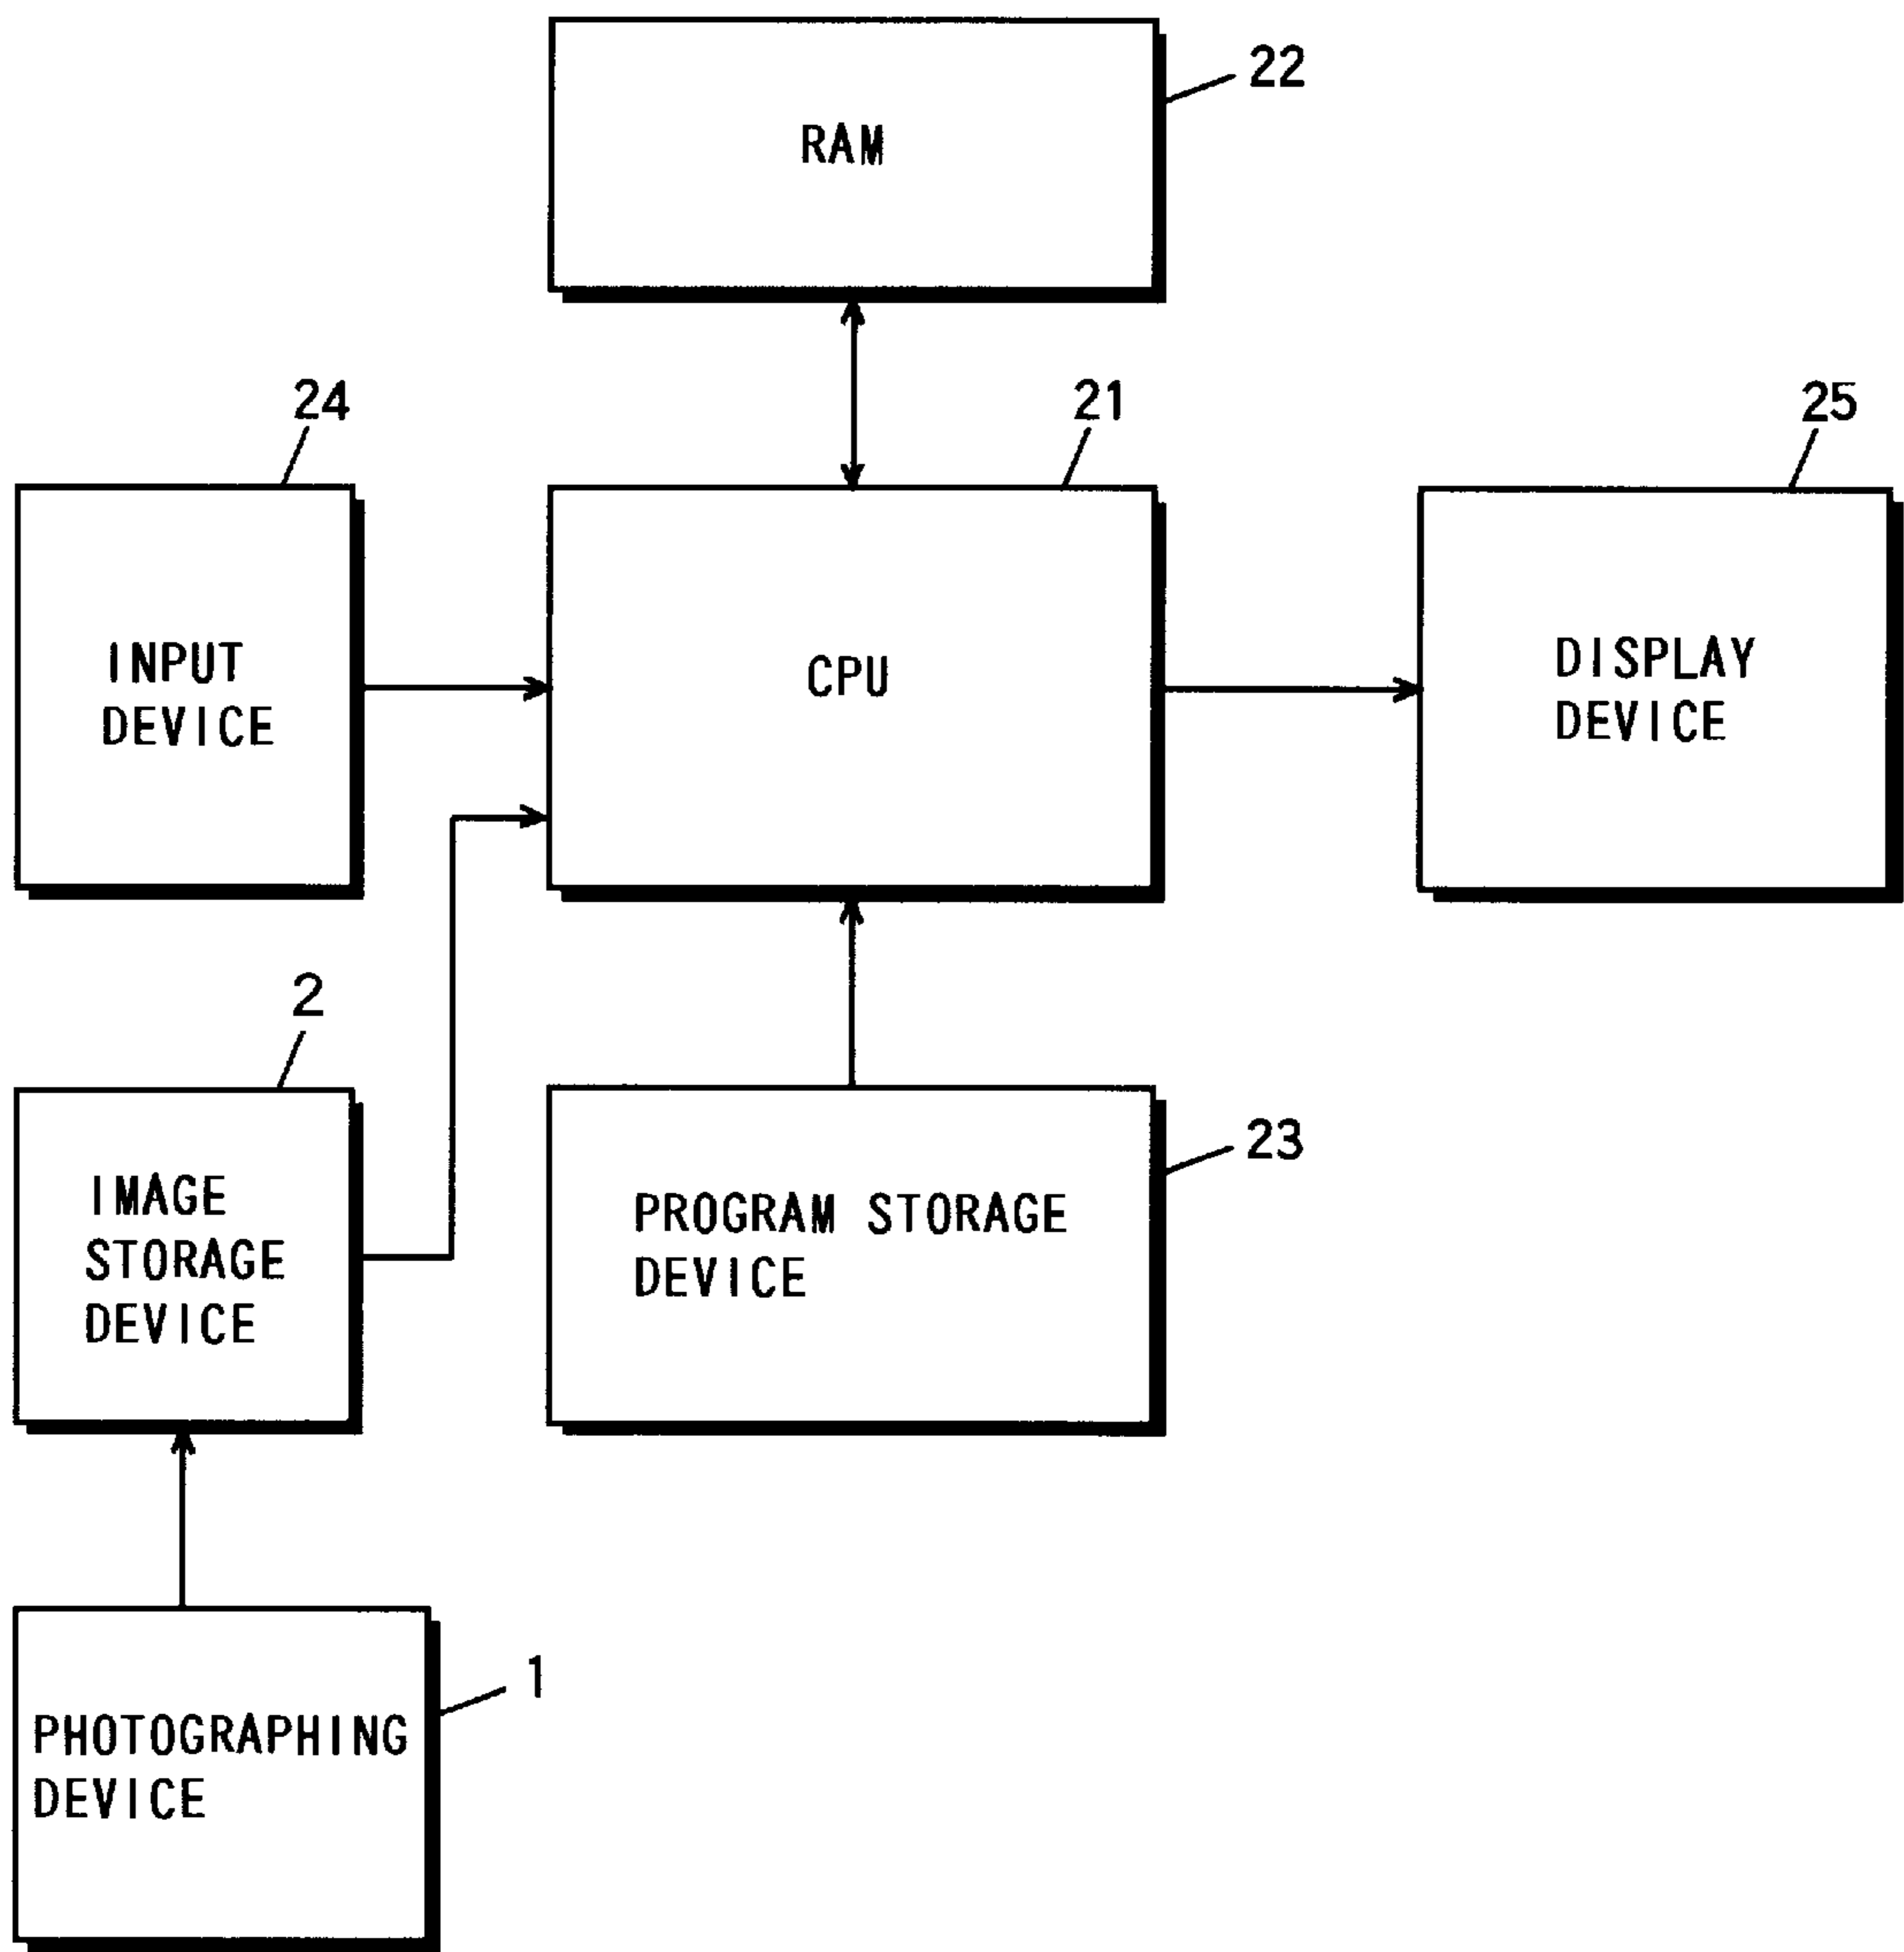 22
RAM
24
21
25
INPUT
DEVICE
CPU
DISPLAY
DEVICE
2
IMAGE
STORAGE
DEVICE
23
PROGRAM STORAGE
DEVICE
1
PHOTOGRAPHING
DEVICE